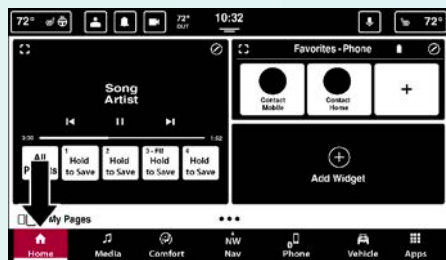 72°
72°
OUT
10:32
72°
Favorites - Phone
Song
Artist
Contact
Mobile
Contact
Home
+
3:30
1:52
All
1
Hold
to Save
2
Hold
to Save
3 - Fill
Hold
to Save
4
Hold
to Save
Add Widget
My Pages
Home
Media
Comfort
NW
Nav
Phone
Vehicle
Apps